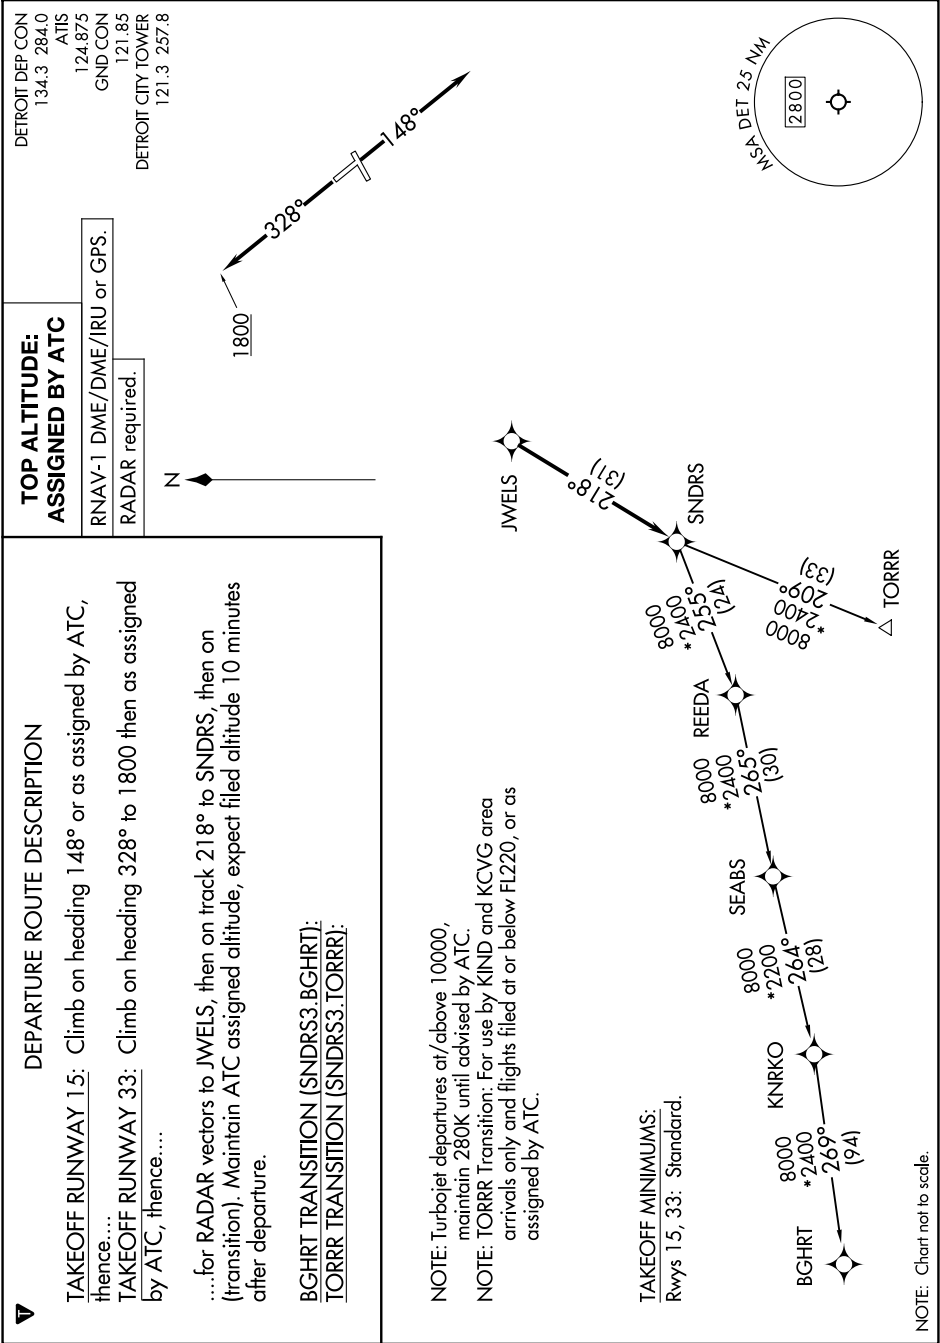 DEPARTURE ROUTE DESCRIPTION
TAKEOFF RUNWAY 15: Climb on heading 148° or as assigned by ATC,
thence....
TAKEOFF RUNWAY 33: Climb on heading 328° to 1800 then as assigned
by ATC, thence....
....for RADAR vectors to JWELS, then on track 218° to SNDRS, then on
(transition). Maintain ATC assigned altitude, expect filed altitude 10 minutes
after departure.
BGHRT TRANSITION (SNDRS3.BGHRT):
TORRR TRANSITION (SNDRS3.TORRR):
TOP ALTITUDE:
ASSIGNED BY ATC
RNAV-1 DME/DME/IRU or GPS.
RADAR required.
DETROIT DEP CON
134.3 284.0
ATIS
124.875
GND CON
121.85
DETROIT CITY TOWER
121.3 257.8
N
1800
328°
148°
NOTE: Turbojet departures at/above 10000,
maintain 280K until advised by ATC.
NOTE: TORRR Transition: For use by KIND and KCVG area
arrivals only and flights filed at or below FL220, or as
assigned by ATC.
TAKEOFF MINIMUMS:
Rwys 15, 33: Standard.
JWELS
218°
(31)
SNDRS
8000
*2400
255°
(24)
8000
*2400
209°
(33)
TORRR
REEDA
8000
*2400
265°
(30)
SEABS
8000
*2200
264°
(28)
KNRKO
8000
*2400
269°
(94)
BGHRT
MSA DET 25 NM
2800
NOTE: Chart not to scale.